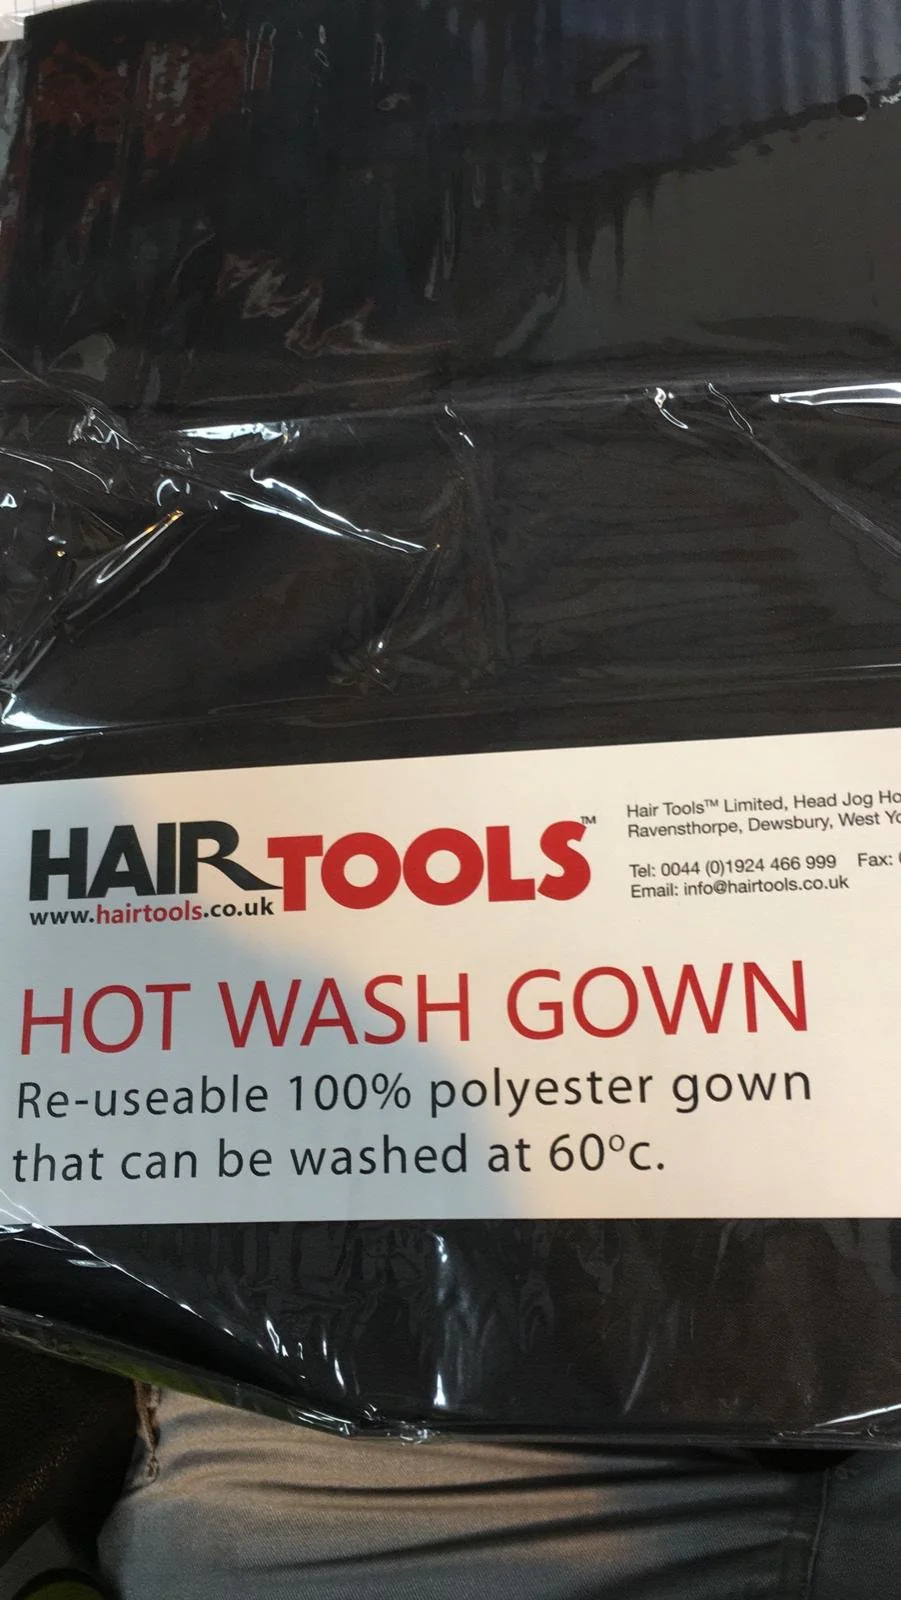 HAIR TOOLS™
www.hairtools.co.uk
Hair Tools™ Limited, Head Jog
Ravensthorpe, Dewsbury, West
Tel: 0044 (0)1924 466 999 Fax:
Email: info@hairtools.co.uk
HOT WASH GOWN
Re-useable 100% polyester gown
that can be washed at 60ºc.